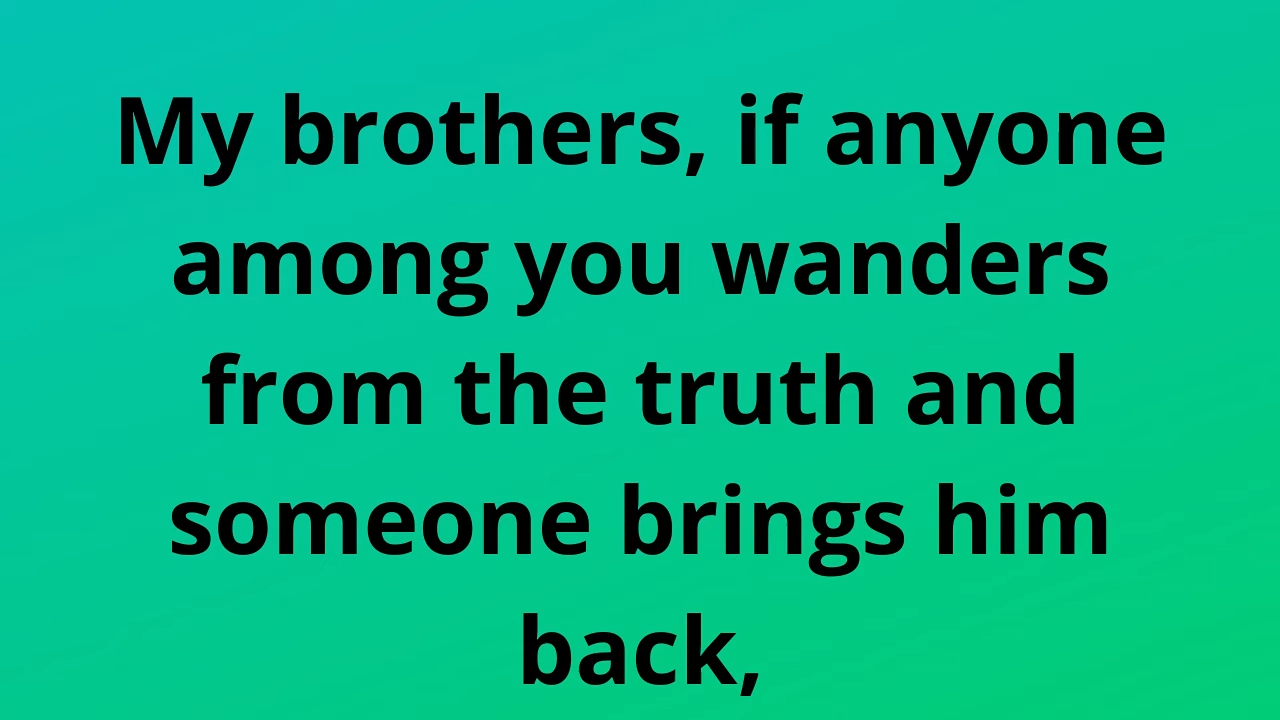 My brothers, if anyone
among you wanders
from the truth and
someone brings him
back,